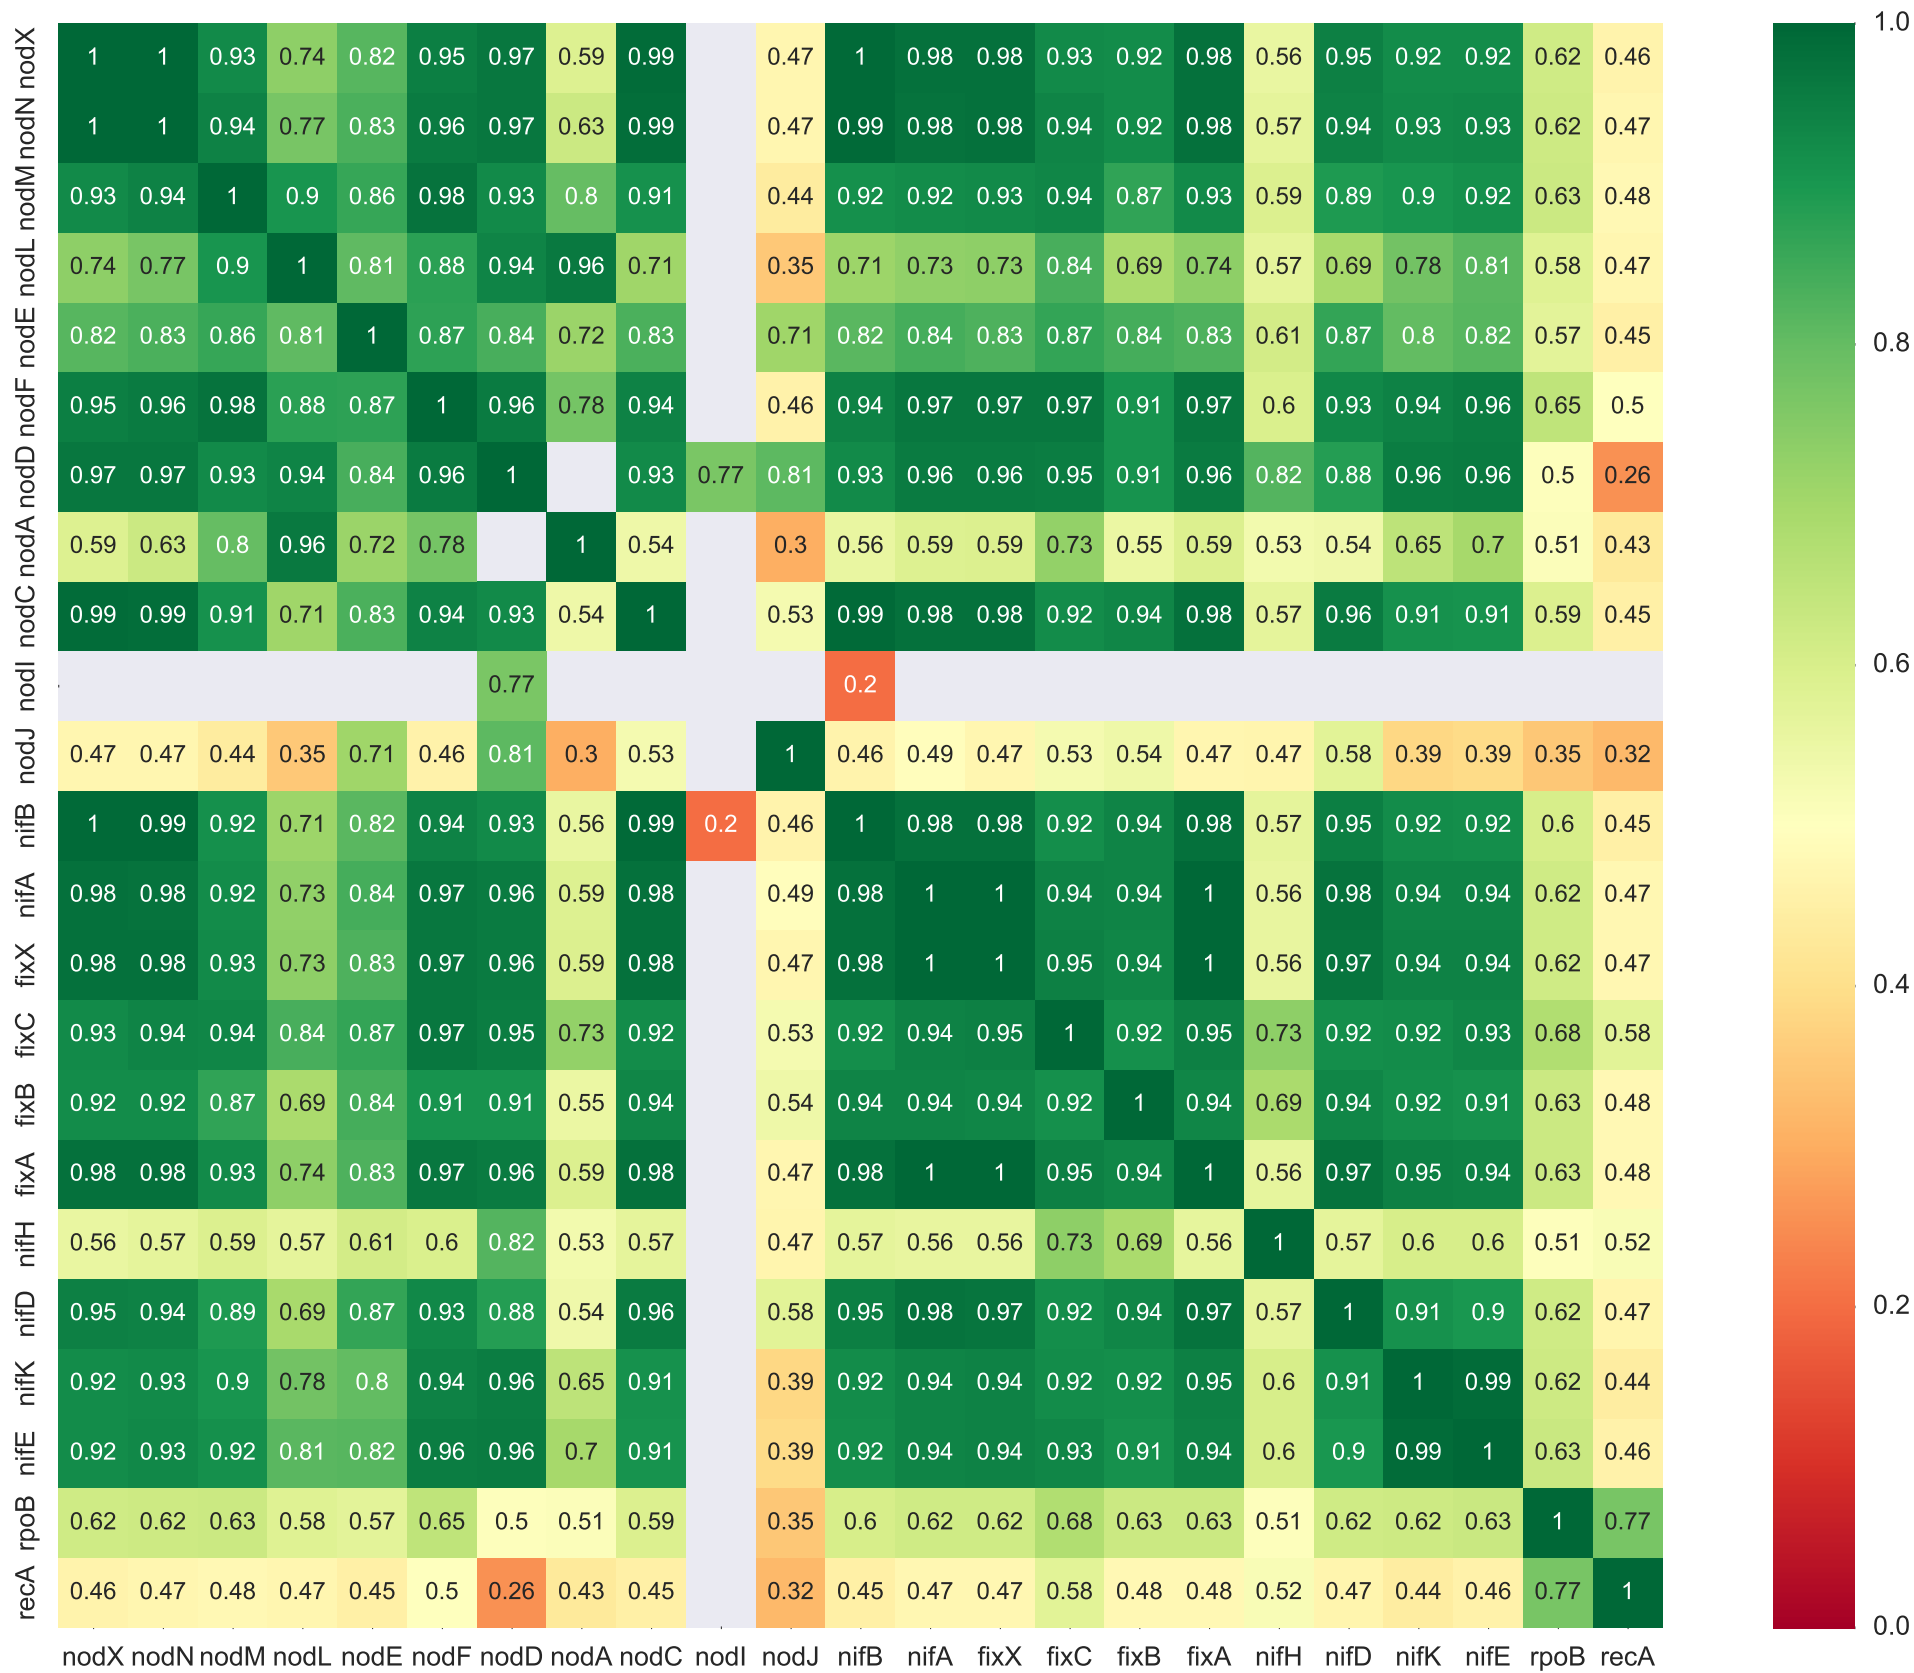 nodX 1 1 0.93 0.74 0.82 0.95 0.97 0.59 0.99 0.47 1 0.98 0.98 0.93 0.92 0.98 0.56 0.95 0.92 0.92 0.62 0.46
nodN 1 1 0.94 0.77 0.83 0.96 0.97 0.63 0.99 0.47 0.99 0.98 0.98 0.94 0.92 0.98 0.57 0.94 0.93 0.93 0.62 0.47
nodM 0.93 0.94 1 0.9 0.86 0.98 0.93 0.8 0.91 0.44 0.92 0.92 0.93 0.94 0.87 0.93 0.59 0.89 0.9 0.92 0.63 0.48
nodL 0.74 0.77 0.9 1 0.81 0.88 0.94 0.96 0.71 0.35 0.71 0.73 0.73 0.84 0.69 0.74 0.57 0.69 0.78 0.81 0.58 0.47
nodE 0.82 0.83 0.86 0.81 1 0.87 0.84 0.72 0.83 0.71 0.82 0.84 0.83 0.87 0.84 0.83 0.61 0.87 0.8 0.82 0.57 0.45
nodF 0.95 0.96 0.98 0.88 0.87 1 0.96 0.78 0.94 0.46 0.94 0.97 0.97 0.97 0.91 0.97 0.6 0.93 0.94 0.96 0.65 0.5
nodD 0.97 0.97 0.93 0.94 0.84 0.96 1 0.93 0.77 0.81 0.93 0.96 0.96 0.95 0.91 0.96 0.82 0.88 0.96 0.96 0.5 0.26
nodA 0.59 0.63 0.8 0.96 0.72 0.78 1 0.54 0.3 0.56 0.59 0.59 0.73 0.55 0.59 0.53 0.54 0.65 0.7 0.51 0.43
nodC 0.99 0.99 0.91 0.71 0.83 0.94 0.93 0.54 1 0.53 0.99 0.98 0.98 0.92 0.94 0.98 0.57 0.96 0.91 0.91 0.59 0.45
nodI 0.77 0.2
nodJ 0.47 0.47 0.44 0.35 0.71 0.46 0.81 0.3 0.53 1 0.46 0.49 0.47 0.53 0.54 0.47 0.47 0.58 0.39 0.39 0.35 0.32
nifB 1 0.99 0.92 0.71 0.82 0.94 0.93 0.56 0.99 0.2 0.46 1 0.98 0.98 0.92 0.94 0.98 0.57 0.95 0.92 0.92 0.6 0.45
nifA 0.98 0.98 0.92 0.73 0.84 0.97 0.96 0.59 0.98 0.49 0.98 1 1 0.94 0.94 1 0.56 0.98 0.94 0.94 0.62 0.47
fixX 0.98 0.98 0.93 0.73 0.83 0.97 0.96 0.59 0.98 0.47 0.98 1 1 0.95 0.94 1 0.56 0.97 0.94 0.94 0.62 0.47
fixC 0.93 0.94 0.94 0.84 0.87 0.97 0.95 0.73 0.92 0.53 0.92 0.94 0.95 1 0.92 0.95 0.73 0.92 0.92 0.93 0.68 0.58
fixB 0.92 0.92 0.87 0.69 0.84 0.91 0.91 0.55 0.94 0.54 0.94 0.94 0.94 0.92 1 0.94 0.69 0.94 0.92 0.91 0.63 0.48
fixA 0.98 0.98 0.93 0.74 0.83 0.97 0.96 0.59 0.98 0.47 0.98 1 1 0.95 0.94 1 0.56 0.97 0.95 0.94 0.63 0.48
nifH 0.56 0.57 0.59 0.57 0.61 0.6 0.82 0.53 0.57 0.47 0.57 0.56 0.56 0.73 0.69 0.56 1 0.57 0.6 0.6 0.51 0.52
nifD 0.95 0.94 0.89 0.69 0.87 0.93 0.88 0.54 0.96 0.58 0.95 0.98 0.97 0.92 0.94 0.97 0.57 1 0.91 0.9 0.62 0.47
nifK 0.92 0.93 0.9 0.78 0.8 0.94 0.96 0.65 0.91 0.39 0.92 0.94 0.94 0.92 0.92 0.95 0.6 0.91 1 0.99 0.62 0.44
nifE 0.92 0.93 0.92 0.81 0.82 0.96 0.96 0.7 0.91 0.39 0.92 0.94 0.94 0.93 0.91 0.94 0.6 0.9 0.99 1 0.63 0.46
rpoB 0.62 0.62 0.63 0.58 0.57 0.65 0.5 0.51 0.59 0.35 0.6 0.62 0.62 0.68 0.63 0.63 0.51 0.62 0.62 0.63 1 0.77
recA 0.46 0.47 0.48 0.47 0.45 0.5 0.26 0.43 0.45 0.32 0.45 0.47 0.47 0.58 0.48 0.48 0.52 0.47 0.44 0.46 0.77 1
nodX nodN nodM nodL nodE nodF nodD nodA nodC nodI nodJ nifB nifA fixX fixC fixB fixA nifH nifD nifK nifE rpoB recA
1.0
0.8
0.6
0.4
0.2
0.0